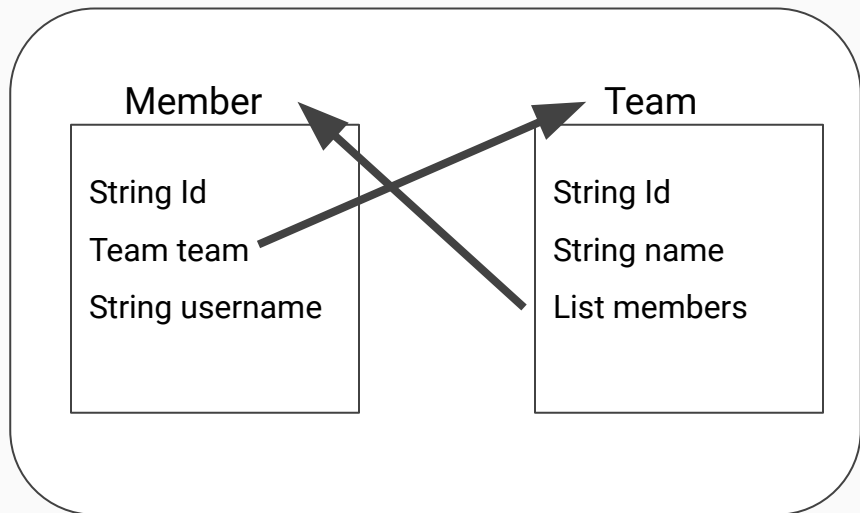 Member
String Id
Team team
String username
Team
String Id
String name
List members